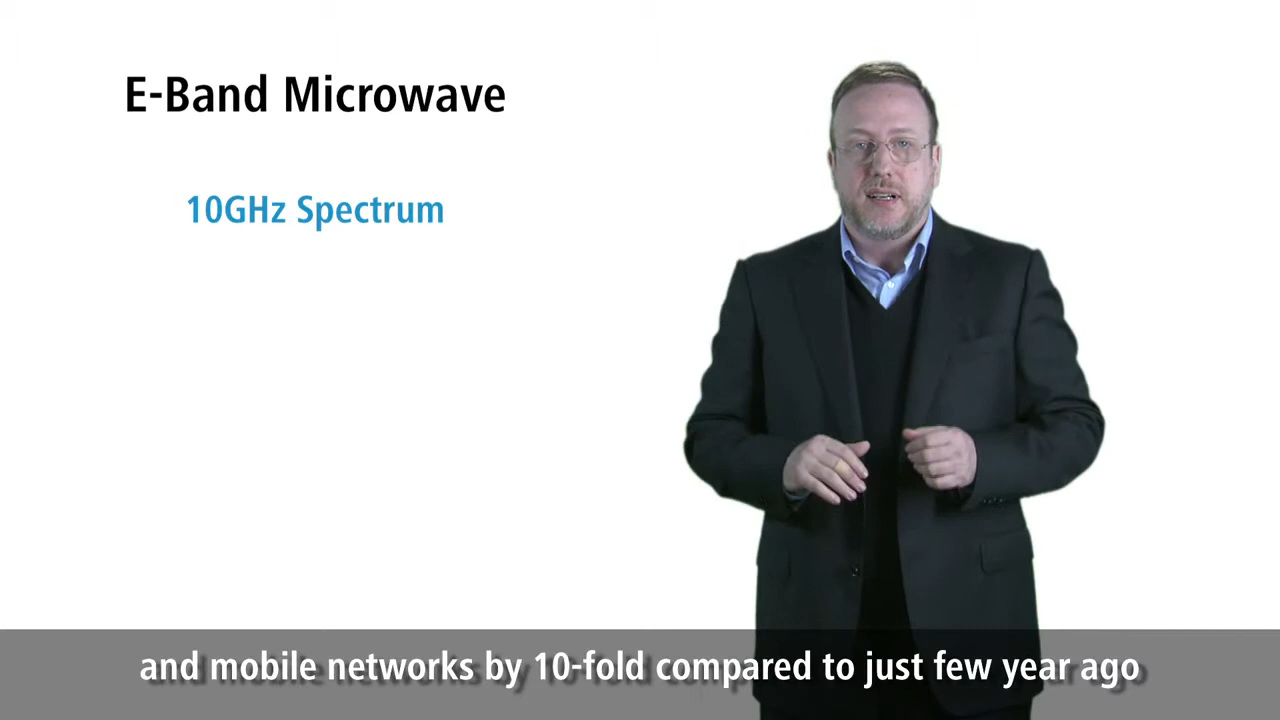 E-Band Microwave
10GHz Spectrum
and mobile networks by 10-fold compared to just few year ago